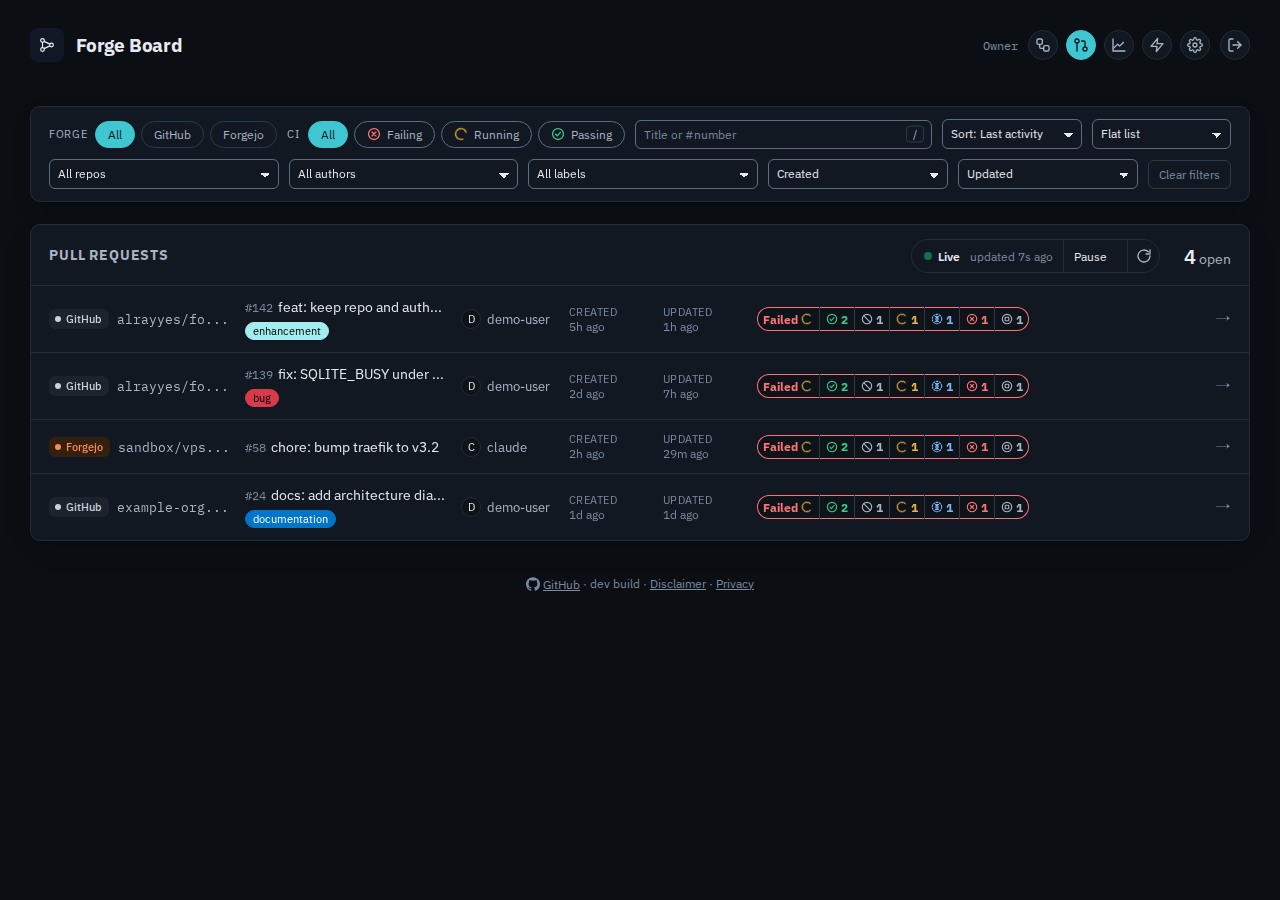 Forge Board
Owner
FORGE All GitHub Forgejo CI All Failing Running Passing Title or #number / Sort: Last activity Flat list
All repos All authors All labels Created Updated Clear filters
PULL REQUESTS Live updated 7s ago Pause 4 open
GitHub alrayyes/fo... #142 feat: keep repo and auth... D demo-user CREATED UPDATED Failed 2 1 1 1 1 1 →
enhancement 5h ago 1h ago
GitHub alrayyes/fo... #139 fix: SQLITE_BUSY under ... D demo-user CREATED UPDATED Failed 2 1 1 1 1 1 →
bug 2d ago 7h ago
Forgejo sandbox/vps... #58 chore: bump traefik to v3.2 C claude CREATED UPDATED Failed 2 1 1 1 1 1 →
2h ago 29m ago
GitHub example-org... #24 docs: add architecture dia... D demo-user CREATED UPDATED Failed 2 1 1 1 1 1 →
documentation 1d ago 1d ago
GitHub · dev build · Disclaimer · Privacy